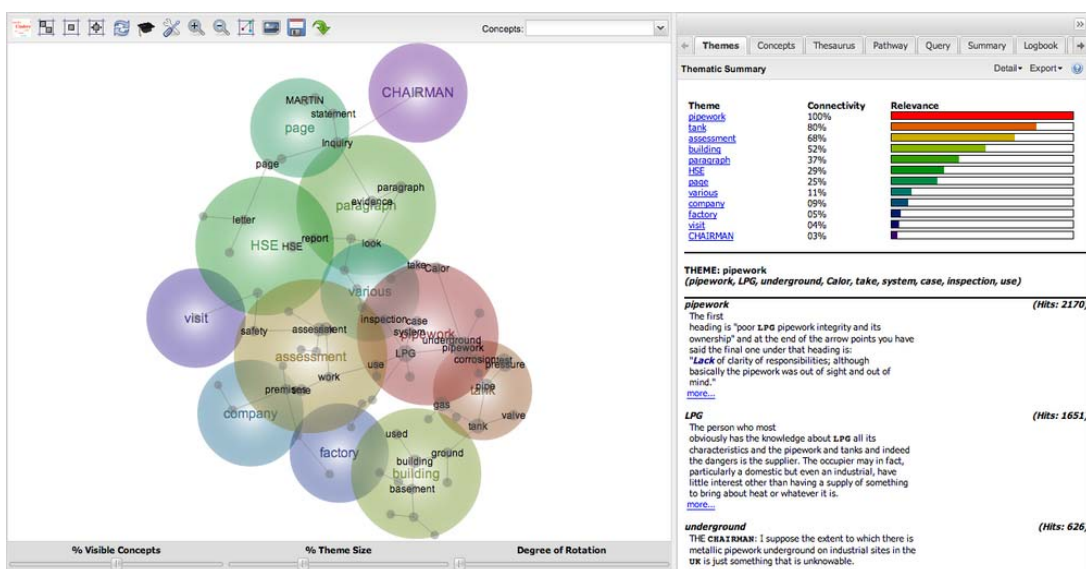 Concepts:
CHAIRMAN
MARTIN
statement
page
Inquiry
page
paragraph
evidence
paragraph
letter
HSE
HSE
report
look
take
Calor
various
visit
safety
assessment
inspection
case
system
pipework
underground
LPG
pipework
assessment
use
corrosion
test
pressure
work
pipe
tank
premises
site
gas
company
tank
valve
used
ground
factory
building
building
basement
% Visible Concepts
% Theme Size
Degree of Rotation
Themes
Concepts
Thesaurus
Pathway
Query
Summary
Logbook
Thematic Summary
Detail
Export
Theme Connectivity Relevance
pipework 100%
tank 80%
assessment 68%
building 52%
paragraph 37%
HSE 29%
page 25%
various 11%
company 09%
factory 05%
visit 04%
CHAIRMAN 03%
THEME: pipework
(pipework, LPG, underground, Calor, take, system, case, inspection, use)
pipework (Hits: 2170)
The first
heading is "poor LPG pipework integrity and its
ownership" and at the end of the arrow points you have
said the final one under that heading is:
"Lack of clarity of responsibilities; although
basically the pipework was out of sight and out of
mind."
more...
LPG (Hits: 1651)
The person who most
obviously has the knowledge about LPG all its
characteristics and the pipework and tanks and indeed
the dangers is the supplier. The occupier may in fact,
particularly a domestic but even an industrial, have
little interest other than having a supply of something
to bring about heat or whatever it is.
more...
underground (Hits: 626)
THE CHAIRMAN: I suppose the extent to which there is
metallic pipework underground on industrial sites in the
UK is just something that is unknowable.